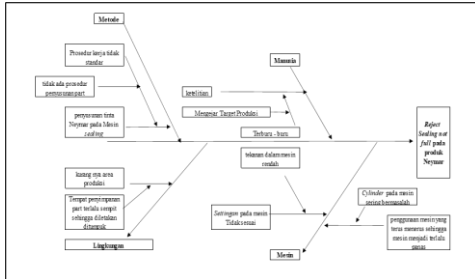 Metode
Prosedur kerja tidak
standar
tidak ada prosedur
penyusunan part
penyusunan tinta
Neymar pada Mesin
sealing
Manusia
ketelitian
Mengejar Target Produksi
Terburu - buru
Reject
Sealing not
full pada
produk
Neymar
kurang nya area
produksi
Tempat penyimpanan
part terlalu sempit
sehingga diletakan
ditumpuk
Lingkungan
tekanan dalam mesin
rendah
Settingan pada mesin
Tidak sesuai
Cylinder pada mesin
sering bermasalah
penggunaan mesin yang
terus menerus sehingga
mesin menjadi terlalu
panas
Mesin